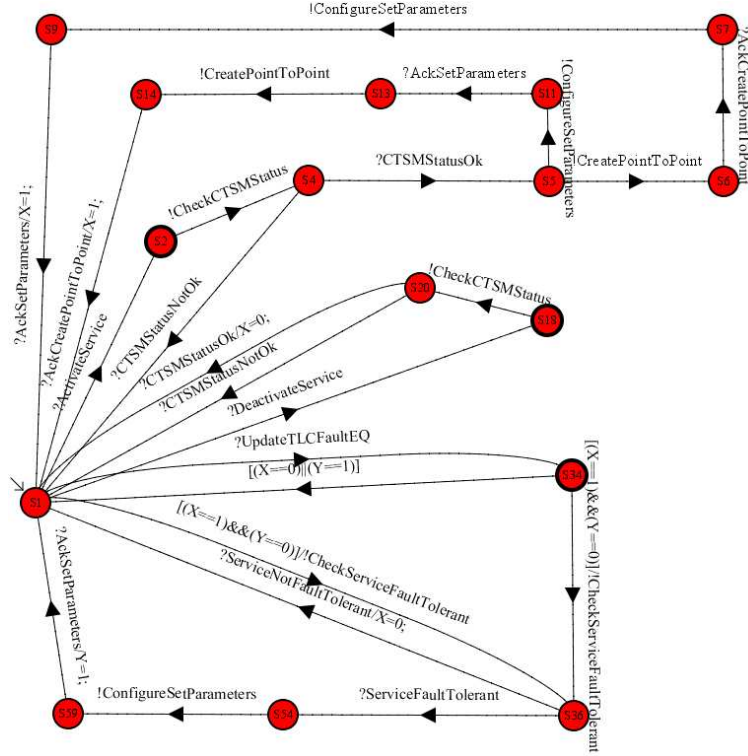 !ConfigureSetParameters
S9
S7
?AckCreatePointToPoint
!CreatePointToPoint
?AckSetParameters
S14
S13
S11
!ConfigureSetParameters
?CTSMStatusOk
!CreatePointToPoint
S4
S5
S6
!CheckCTSMStatus
S2
?AckSetParameters/X=1;
?AckCreatePointToPoint/X=1;
?ActivateService
?CTSMStatusNotOk
!CheckCTSMStatus
S20
S18
?CTSMStatusOk/X=0;
?CTSMStatusNotOk
?DeactivateService
?UpdateTLCFaultEQ
[(X==0)||(Y==1)]
S34
S1
[(X==1)&&(Y==0)]/!CheckServiceFaultTolerant
[(X==1)&&(Y==0)]/!CheckServiceFaultTolerant
?ServiceNotFaultTolerant/X=0;
?AckSetParameters/Y=1;
!ConfigureSetParameters
?ServiceFaultTolerant
S59
S54
S36